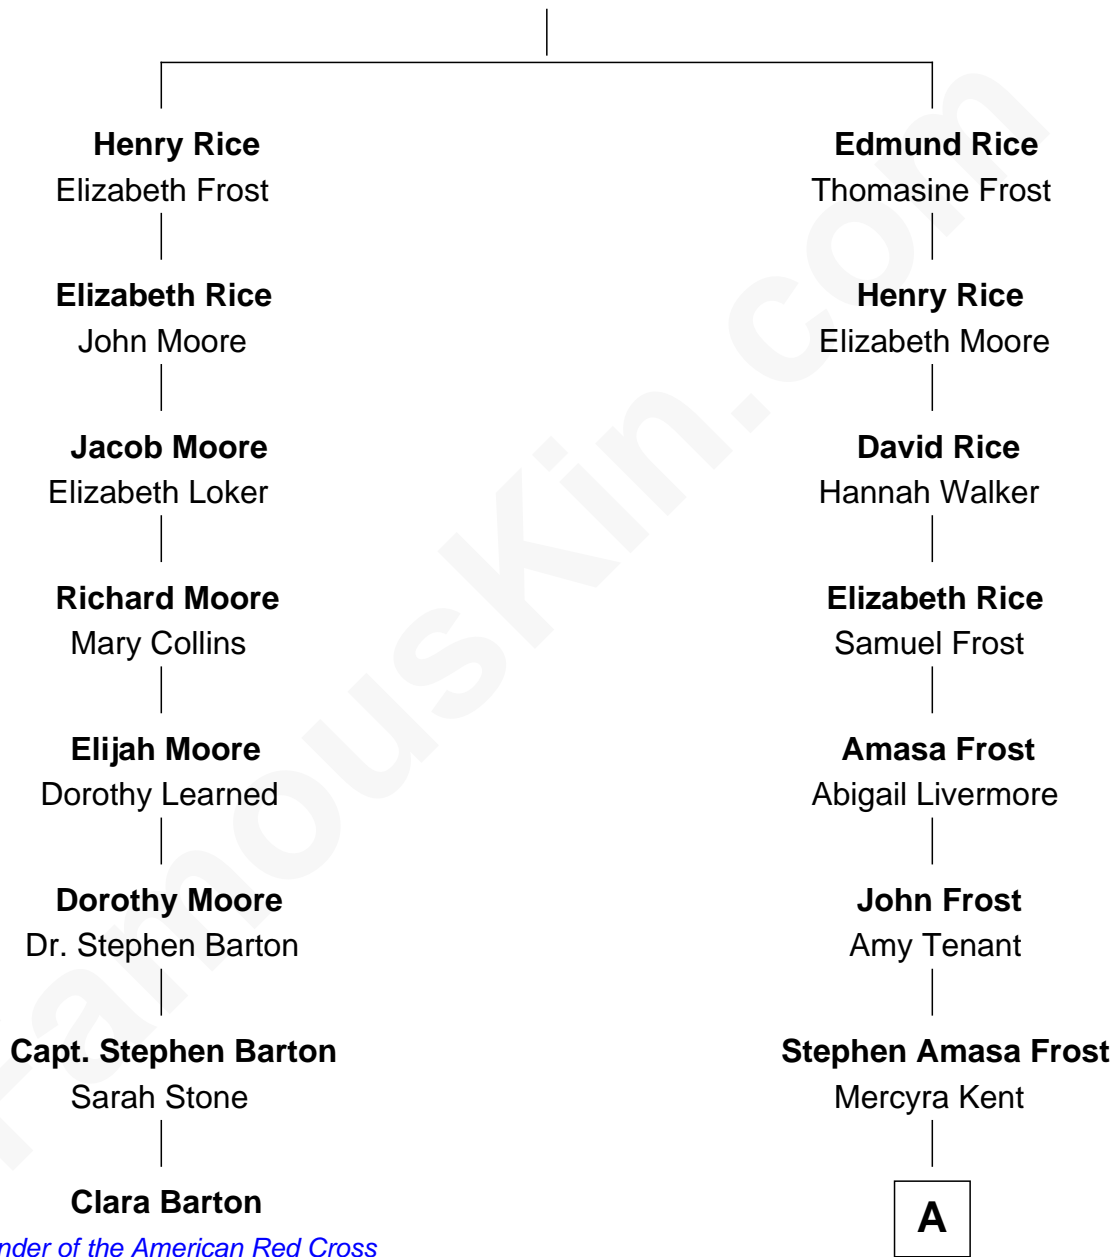 Henry Rice
Elizabeth Frost
Elizabeth Rice
John Moore
Jacob Moore
Elizabeth Loker
Richard Moore
Mary Collins
Elijah Moore
Dorothy Learned
Dorothy Moore
Dr. Stephen Barton
Capt. Stephen Barton
Sarah Stone
Clara Barton
nder of the American Red Cross
Edmund Rice
Thomasine Frost
Henry Rice
Elizabeth Moore
David Rice
Hannah Walker
Elizabeth Rice
Samuel Frost
Amasa Frost
Abigail Livermore
John Frost
Amy Tenant
Stephen Amasa Frost
Mercyra Kent
A
FamousKin.com